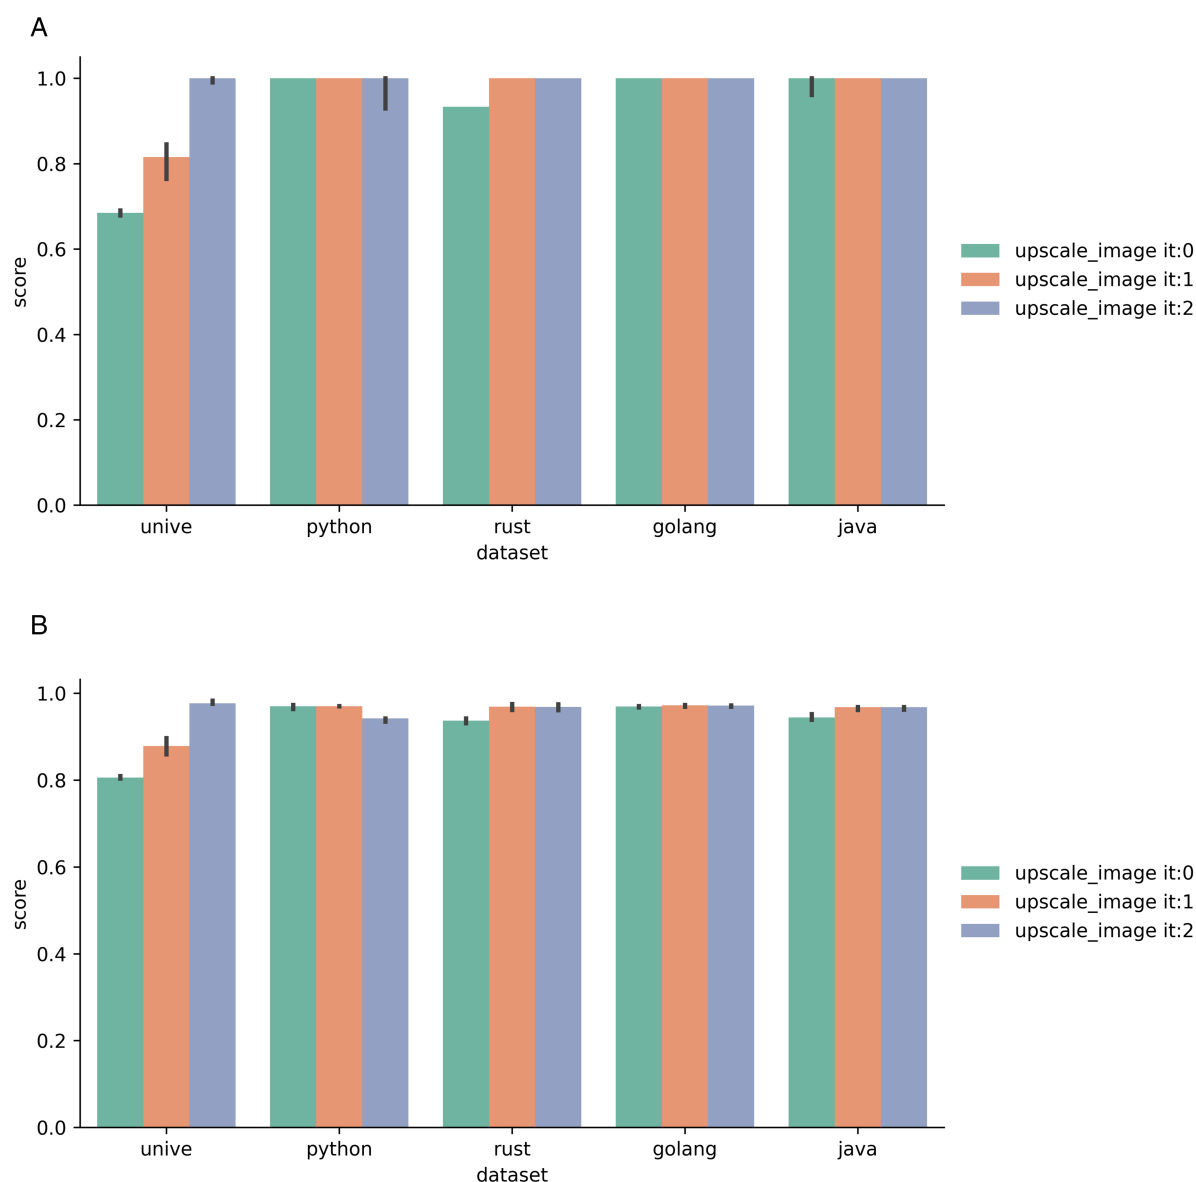 A
1.0
0.8
0.6
0.4
0.2
0.0
score
unive python rust golang java
dataset
upscale_image it:0
upscale_image it:1
upscale_image it:2
B
1.0
0.8
0.6
0.4
0.2
0.0
score
unive python rust golang java
dataset
upscale_image it:0
upscale_image it:1
upscale_image it:2